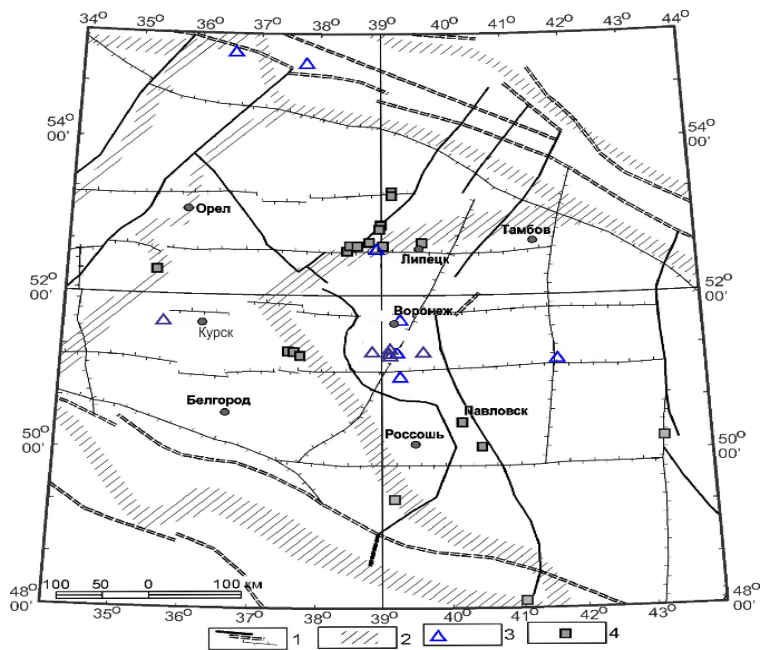 34° 35° 36° 37° 38° 39° 40° 41° 42° 43° 44°
54° 00'
54° 00'
Орел
Тамбов
Липецк
52° 00'
52° 00'
Воронеж
Курск
Белгород
Павловск
Россошь
50° 00'
50° 00'
100 50 0 100 км
48° 00'
48° 00'
35° 36° 37° 38° 39° 40° 41° 42° 43°
1 2 3 4